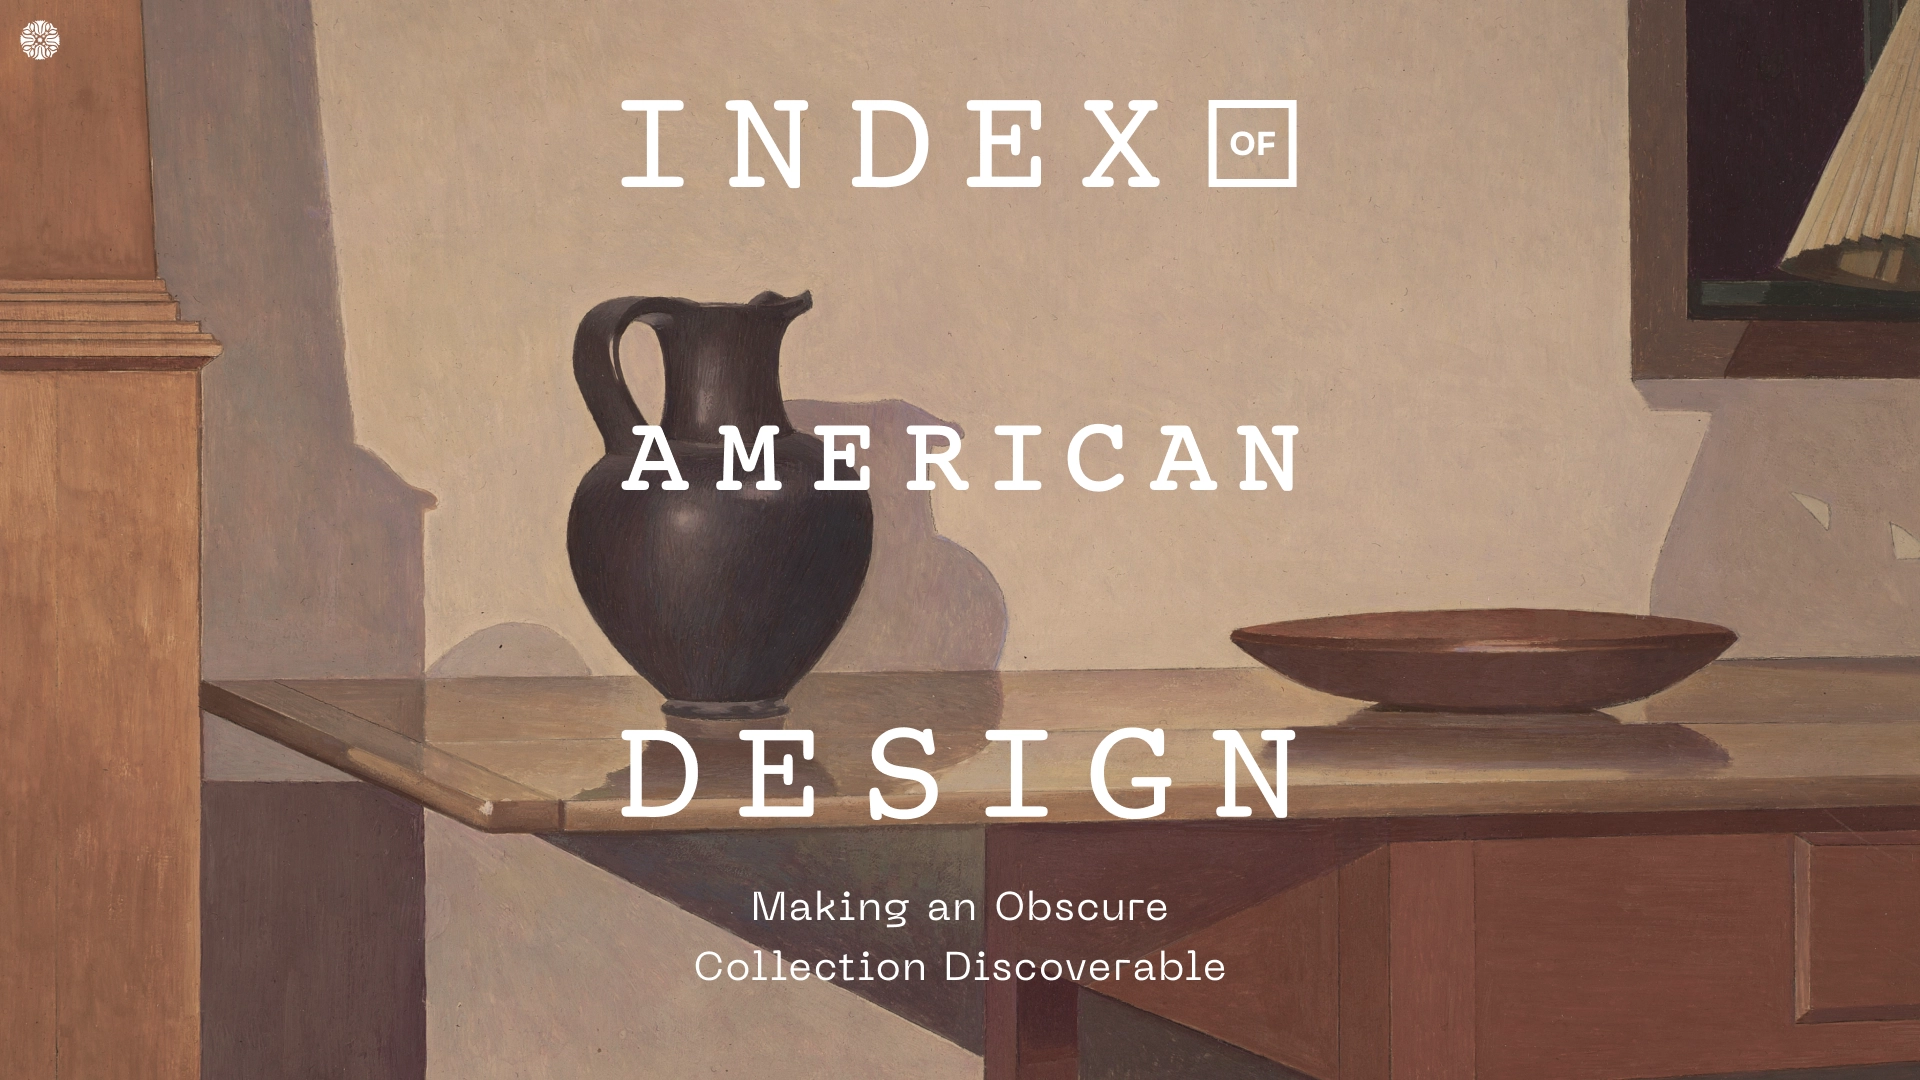 INDEX OF
AMERICAN
DESIGN
Making an Obscure
Collection Discoverable